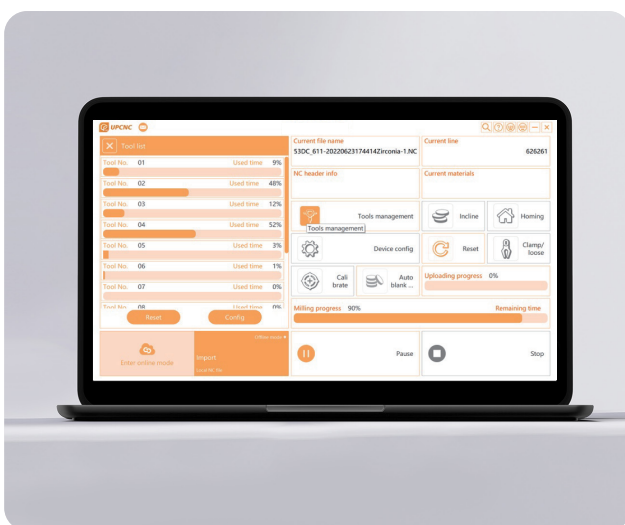 UPCNC
Tool list
Tool No. 01 Used time 9%
Tool No. 02 Used time 48%
Tool No. 03 Used time 12%
Tool No. 04 Used time 52%
Tool No. 05 Used time 3%
Tool No. 06 Used time 1%
Tool No. 07 Used time 0%
Tool No. 08 Used time 0%
Reset
Config
Enter online mode
Offline mode
Import
Local NC file
Current file name
53DC_611-20220623174414Zirconia-1.NC
Current line
626261
NC header info
Current materials
Tools management
Tools management
Incline
Homing
Device config
Reset
Clamp/
loose
Cali
brate
Auto
blank ...
Uploading progress 0%
Milling progress 90%
Remaining time
Pause
Stop